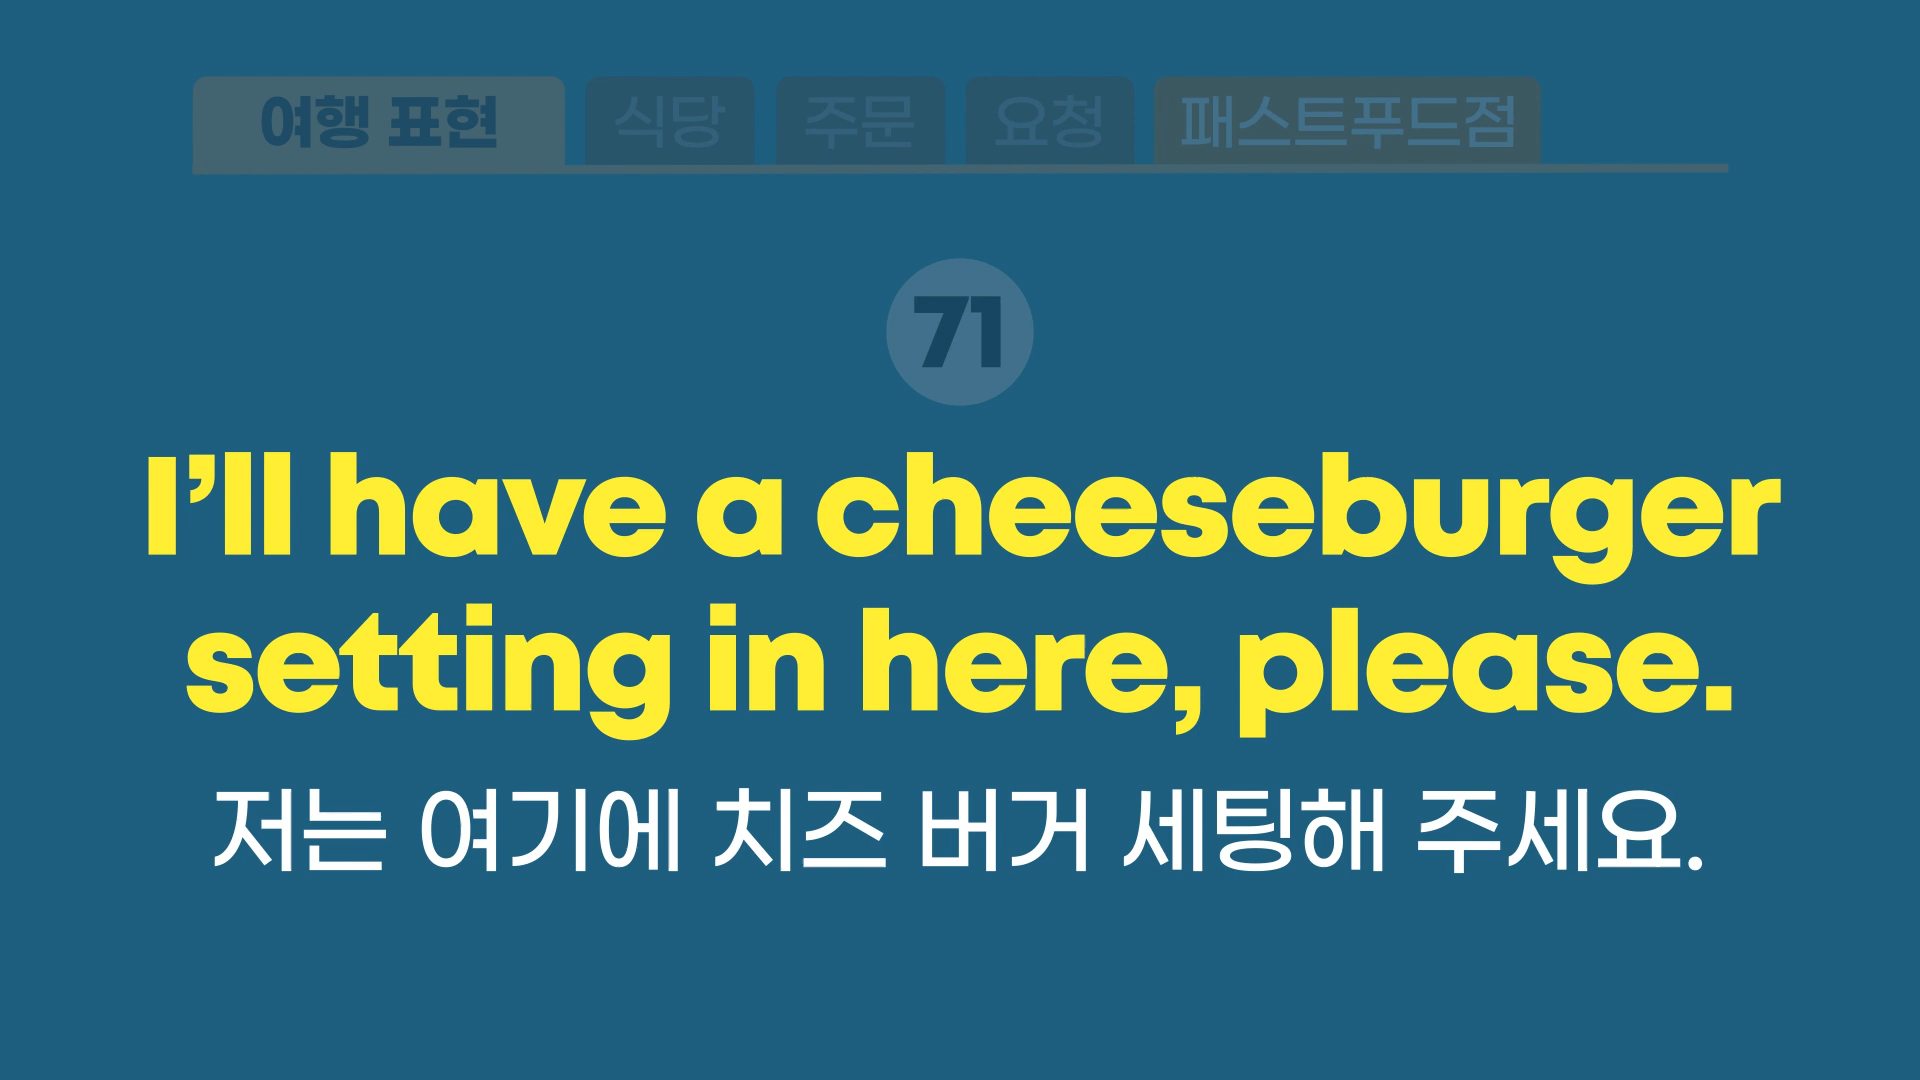 여행 표현 식당 주문 요청 패스트푸드점
71
I’ll have a cheeseburger
setting in here, please.
저는 여기에 치즈 버거 세팅해 주세요.